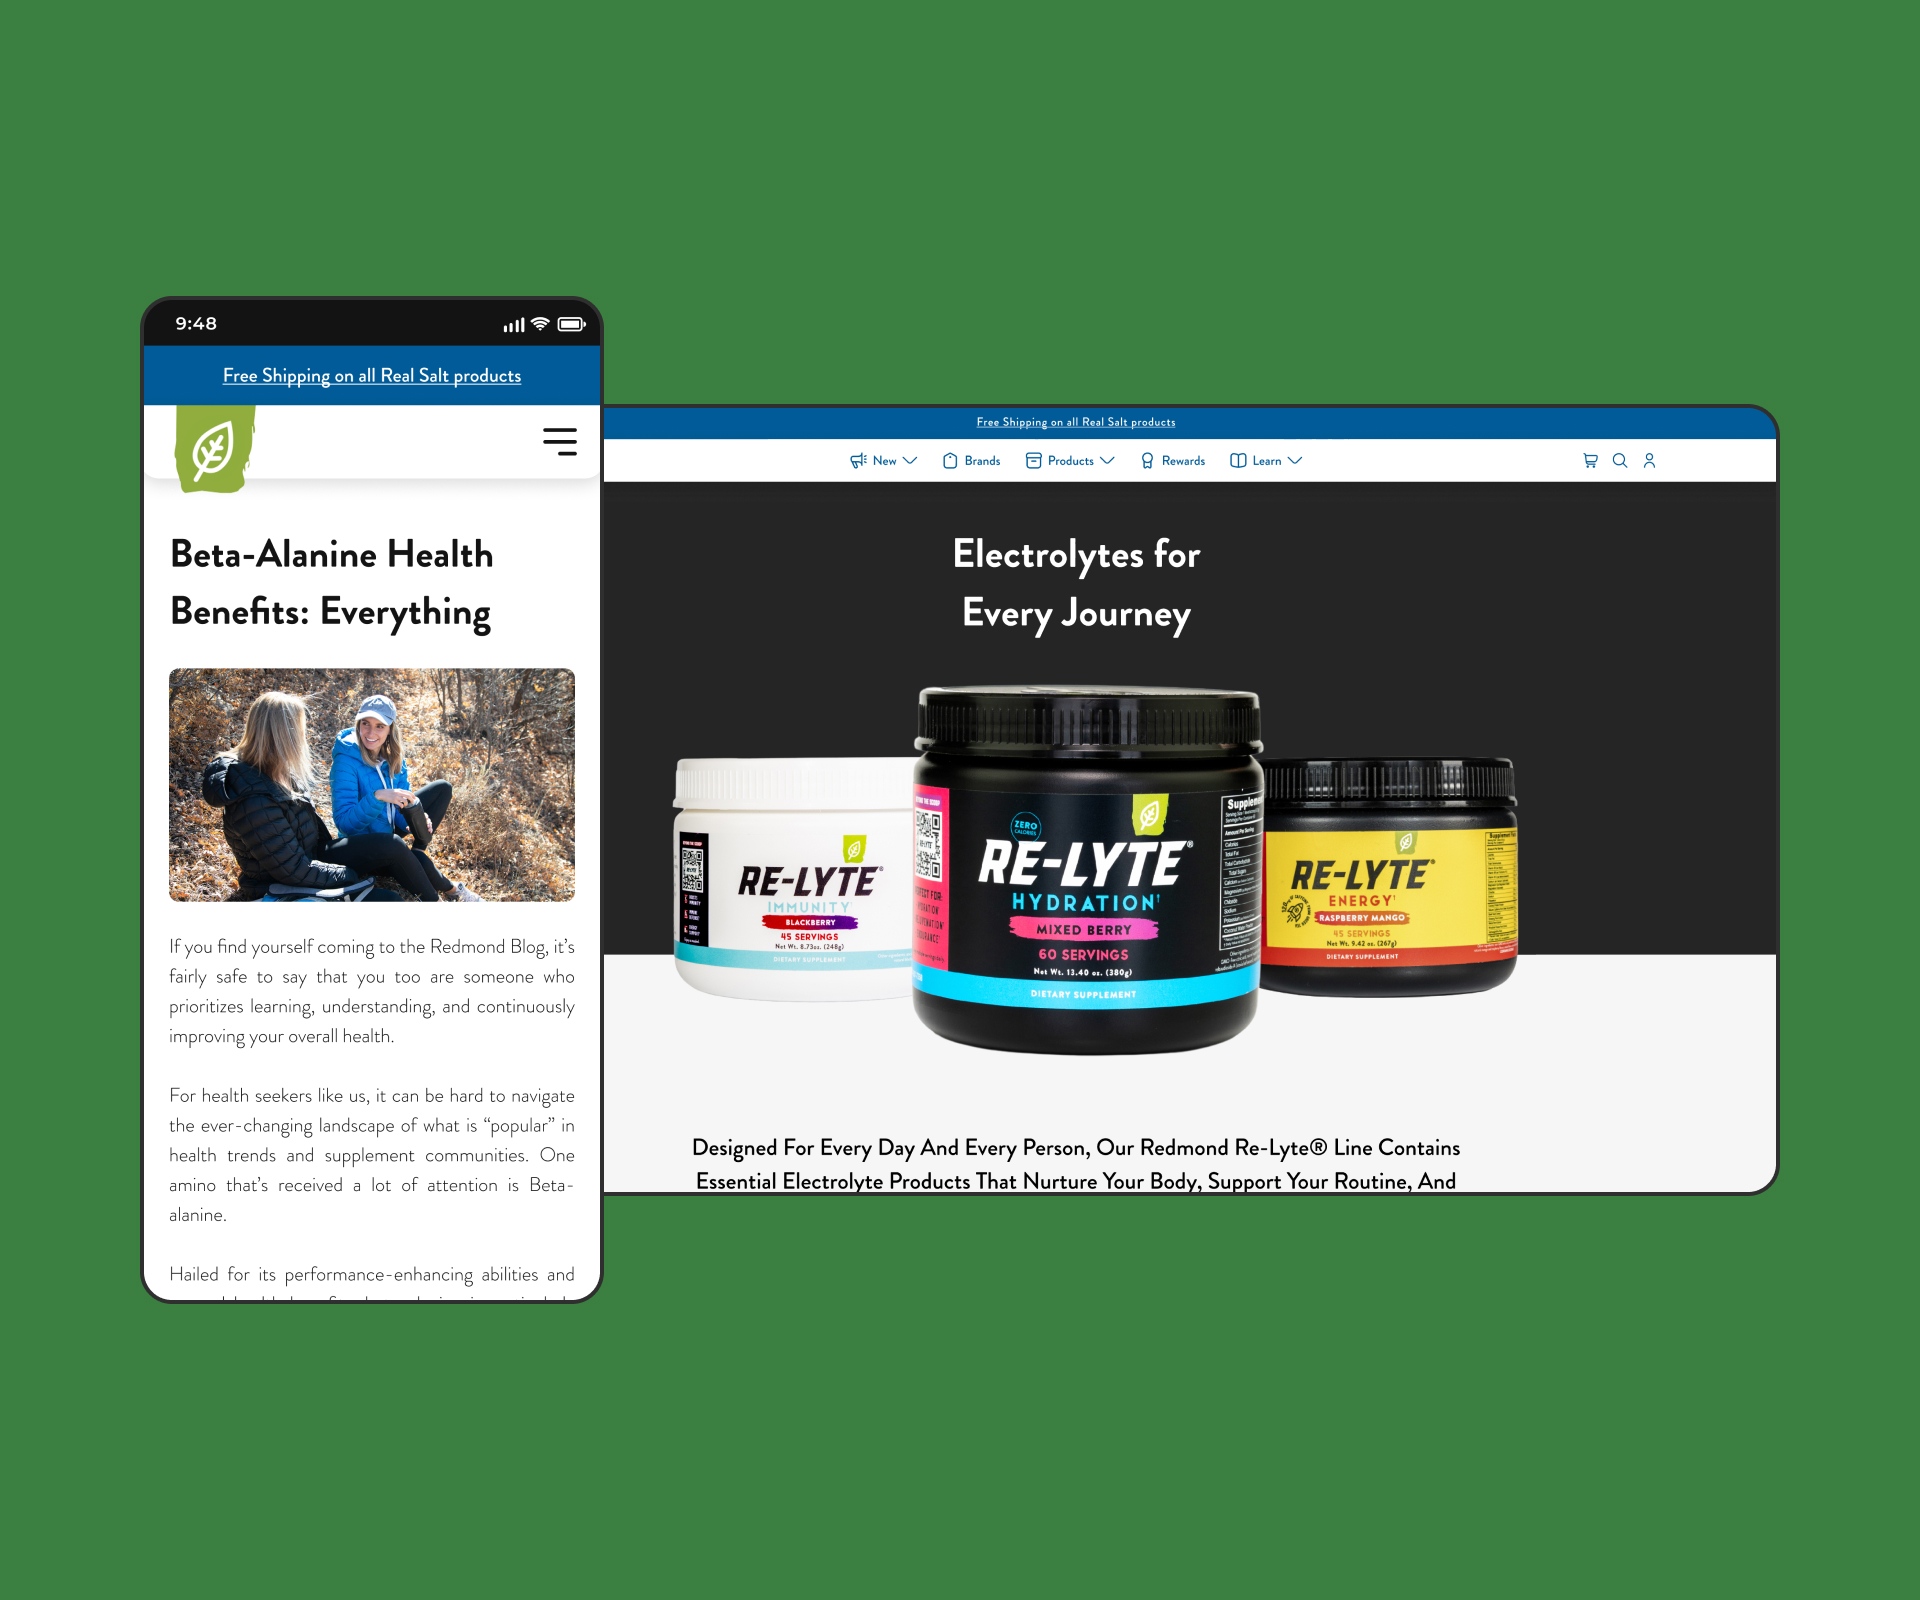 9:48
Free Shipping on all Real Salt products
Beta-Alanine Health
Benefits: Everything
If you find yourself coming to the Redmond Blog, it's
fairly safe to say that you too are someone who
prioritizes learning, understanding, and continuously
improving your overall health.
For health seekers like us, it can be hard to navigate
the ever-changing landscape of what is “popular” in
health trends and supplement communities. One
amino that's received a lot of attention is Beta-
alanine.
Hailed for its performance-enhancing abilities and
Free Shipping on all Real Salt products
New Brands Products Rewards Learn
Electrolytes for
Every Journey
RE-LYTE®
IMMUNITY
BLACKBERRY
45 SERVINGS
Net Wt. 8.73oz. (248g)
DIETARY SUPPLEMENT
ZERO
CALORIES
RE-LYTE®
HYDRATION†
MIXED BERRY
60 SERVINGS
Net Wt. 13.40 oz. (380g)
DIETARY SUPPLEMENT
RE-LYTE®
ENERGY†
RASPBERRY MANGO
45 SERVINGS
Net Wt. 9.42 oz. (267g)
DIETARY SUPPLEMENT
Designed For Every Day And Every Person, Our Redmond Re-Lyte® Line Contains
Essential Electrolyte Products That Nurture Your Body, Support Your Routine, And